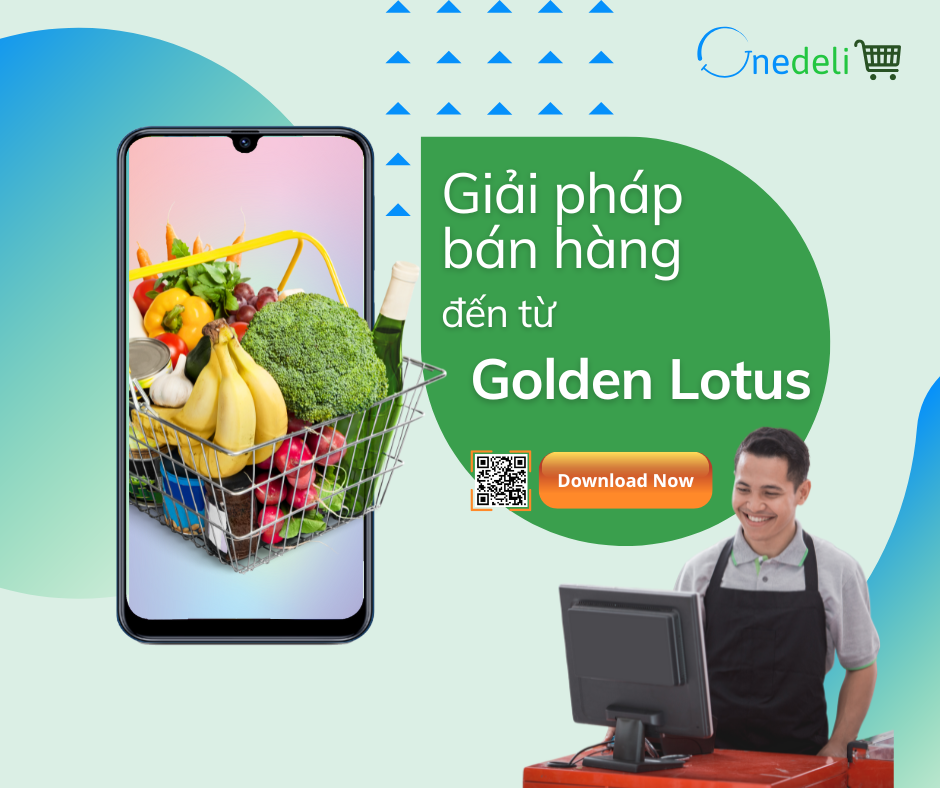 Onedeli
Giải pháp
bán hàng
đến từ
Golden Lotus
Download Now